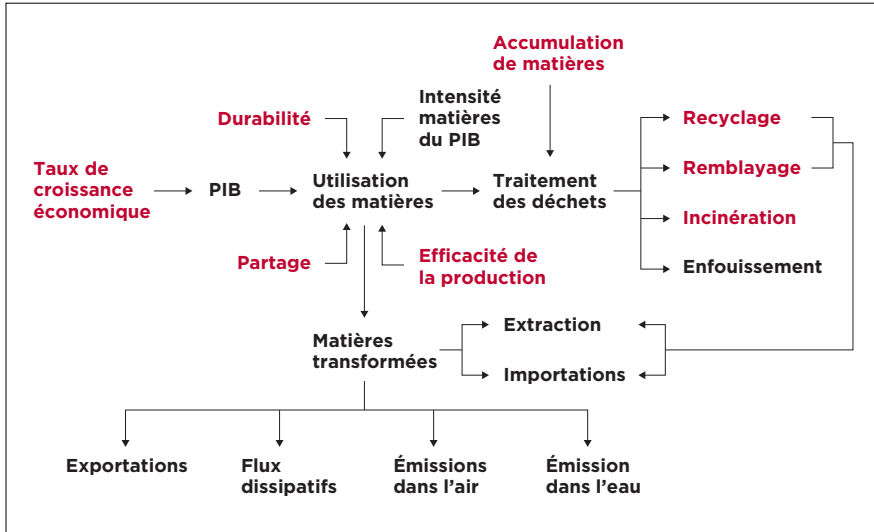 Accumulation
de matières
Durabilité
Intensité
matières
du PIB
Recyclage
Taux de
croissance
économique
PIB
Utilisation
des matières
Traitement
des déchets
Remblayage
Incinération
Partage
Efficacité de
la production
Enfouissement
Matières
transformées
Extraction
Importations
Exportations
Flux
dissipatifs
Émissions
dans l'air
Émission
dans l'eau